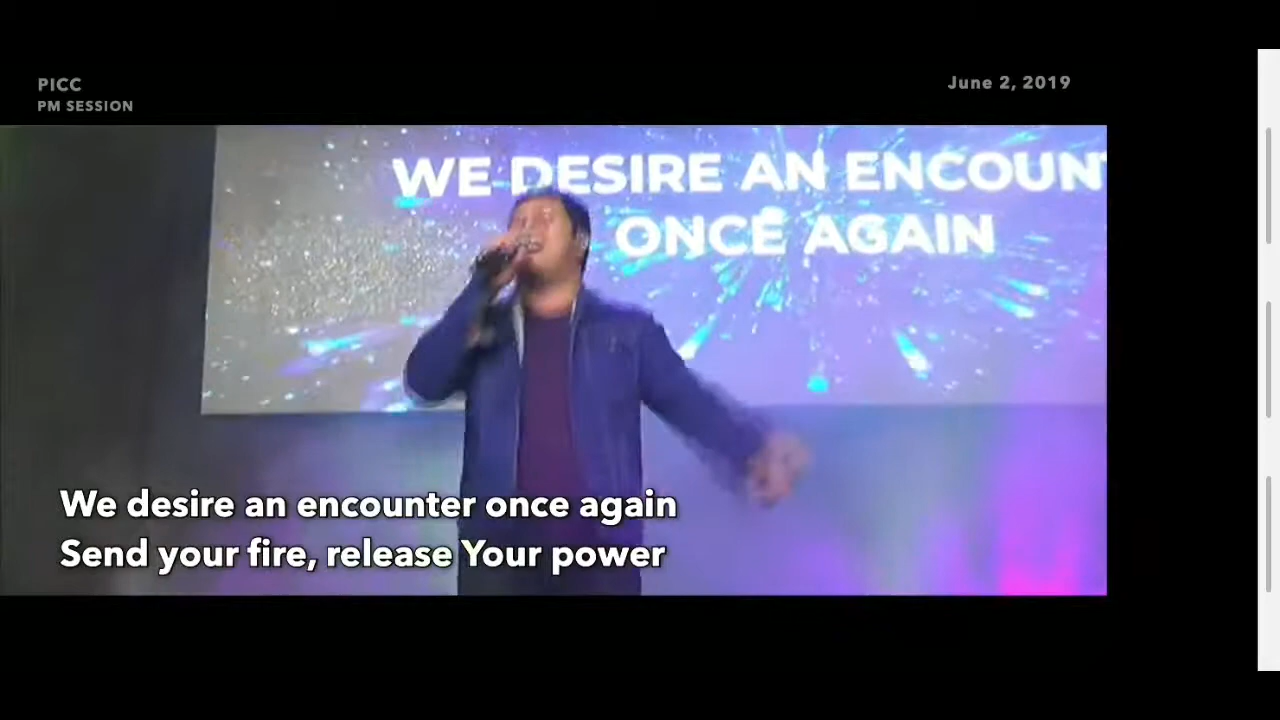 PICC
PM SESSION
June 2, 2019
WE DESIRE AN ENCOUNT
ONCE AGAIN
We desire an encounter once again
Send your fire, release Your power